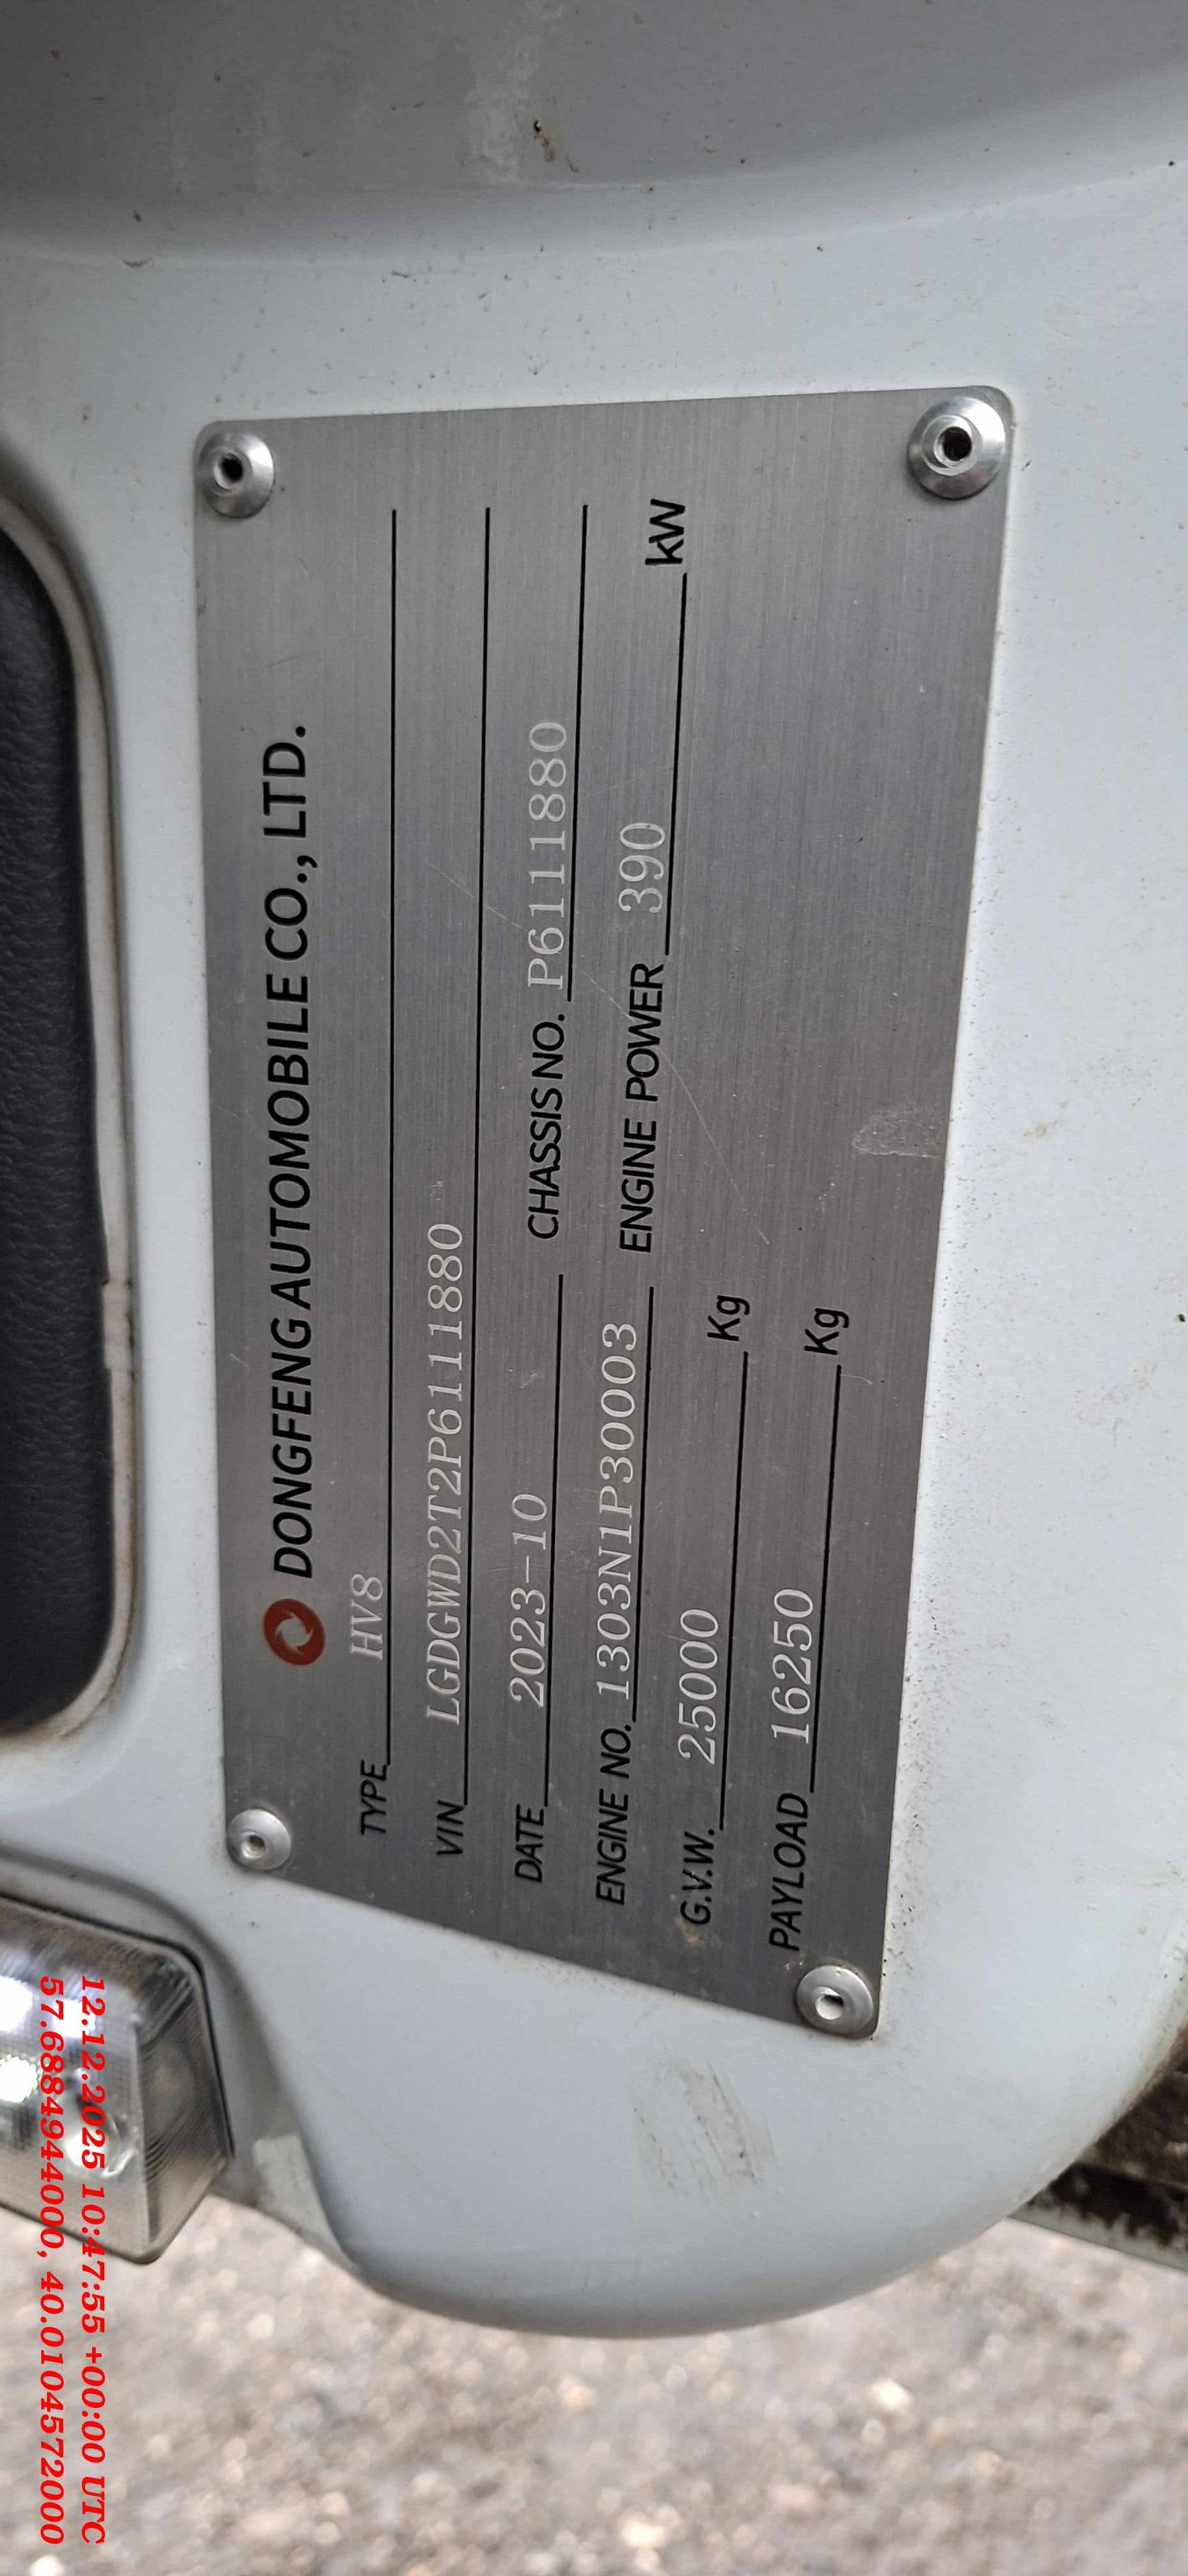 DONGFENG AUTOMOBILE CO., LTD.
TYPE HV8
VIN LGDGWD2T2P6111880
DATE 2023-10 CHASSIS NO. P6111880
ENGINE NO. 1303N1P30003 ENGINE POWER 390 kW
G.V.W. 25000 Kg
PAYLOAD 16250 Kg
12.12.2025 10:47:55 +00:00 UTC
57.688494000, 40.0104572000